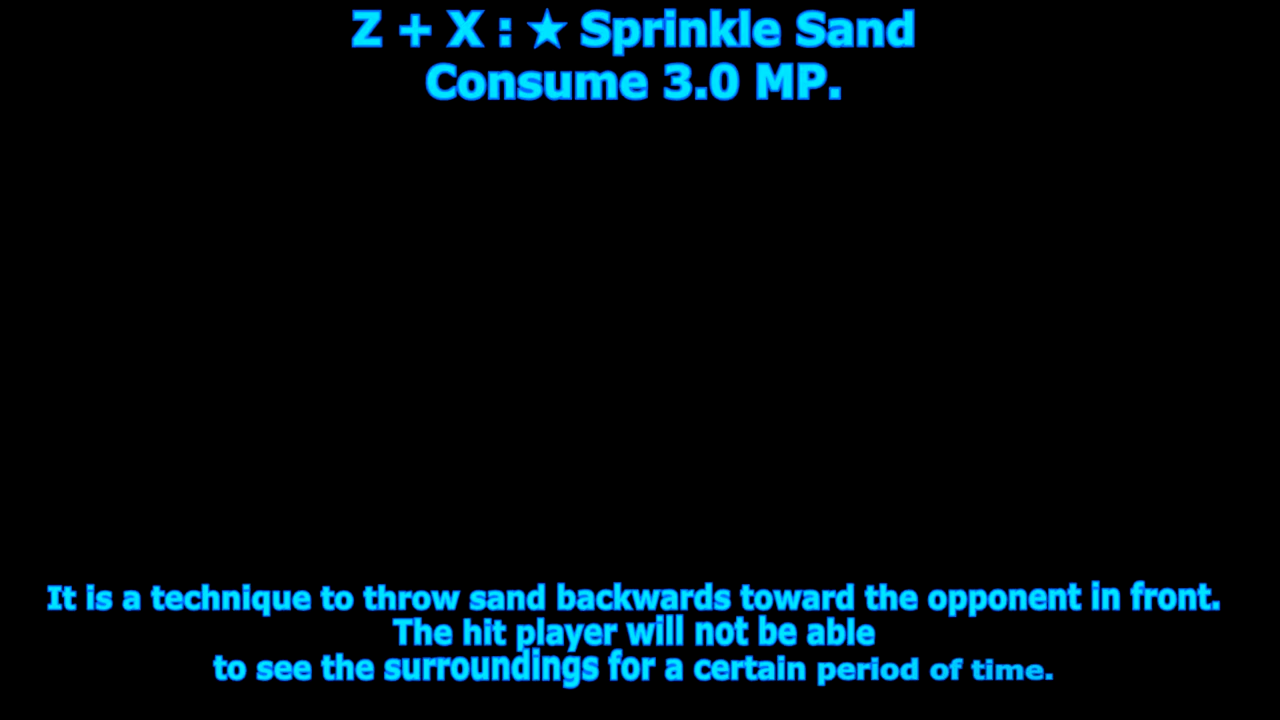 Z + X : ★ Sprinkle Sand
Consume 3.0 MP.
It is a technique to throw sand backwards toward the opponent in front.
The hit player will not be able
to see the surroundings for a certain period of time.